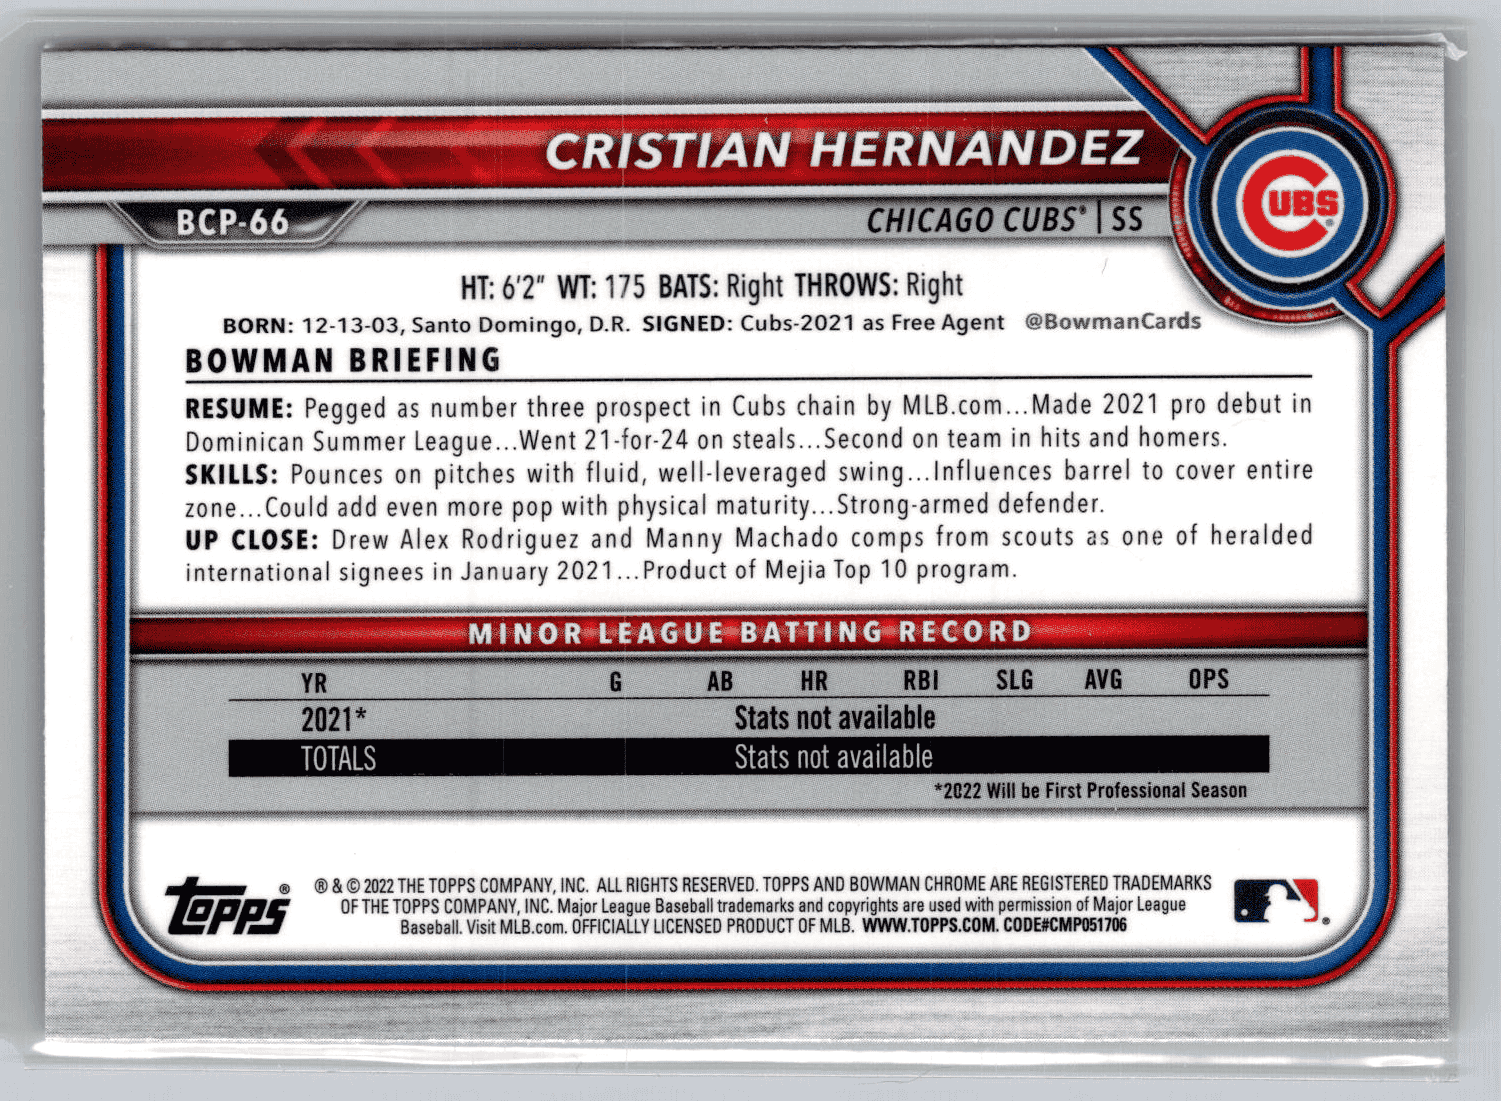 CRISTIAN HERNANDEZ
BCP-66
CHICAGO CUBS® | SS
CUBS®
HT: 6'2" WT: 175 BATS: Right THROWS: Right
BORN: 12-13-03, Santo Domingo, D.R. SIGNED: Cubs-2021 as Free Agent @BowmanCards
BOWMAN BRIEFING
RESUME: Pegged as number three prospect in Cubs chain by MLB.com...Made 2021 pro debut in
Dominican Summer League...Went 21-for-24 on steals...Second on team in hits and homers.
SKILLS: Pounces on pitches with fluid, well-leveraged swing...Influences barrel to cover entire
zone...Could add even more pop with physical maturity...Strong-armed defender.
UP CLOSE: Drew Alex Rodriguez and Manny Machado comps from scouts as one of heralded
international signees in January 2021...Product of Mejia Top 10 program.
MINOR LEAGUE BATTING RECORD
YR G AB HR RBI SLG AVG OPS
2021* Stats not available
TOTALS Stats not available
*2022 Will be First Professional Season
topps®
® & © 2022 THE TOPPS COMPANY, INC. ALL RIGHTS RESERVED. TOPPS AND BOWMAN CHROME ARE REGISTERED TRADEMARKS
OF THE TOPPS COMPANY, INC. Major League Baseball trademarks and copyrights are used with permission of Major League
Baseball. Visit MLB.com. OFFICIALLY LICENSED PRODUCT OF MLB. WWW.TOPPS.COM. CODE#CMP051706